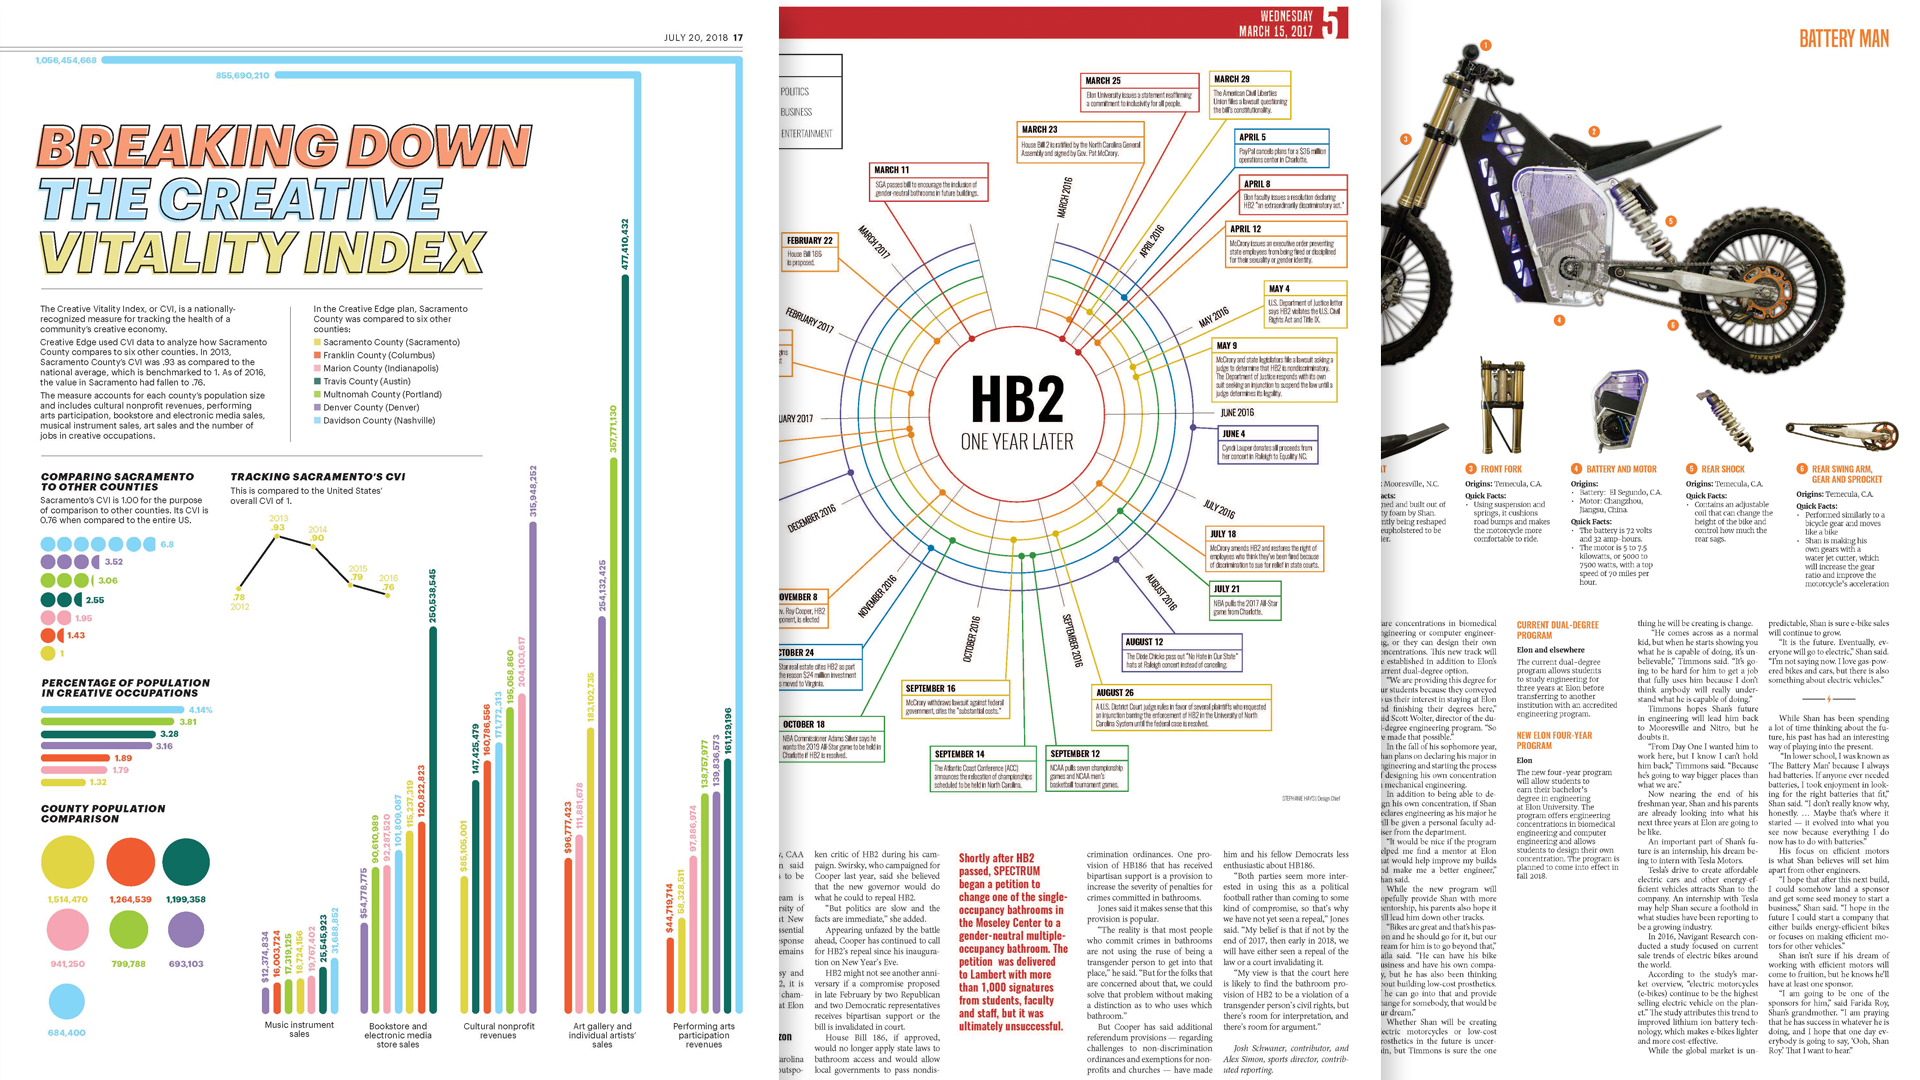 JULY 20, 2018 17
1,056,454,668
855,690,210
BREAKING DOWN
THE CREATIVE
VITALITY INDEX
The Creative Vitality Index, or CVI, is a nationally-
recognized measure for tracking the health of a
community's creative economy.
Creative Edge used CVI data to analyze how Sacramento
County compares to six other counties. In 2013,
Sacramento County's CVI was .93 as compared to the
national average, which is benchmarked to 1. As of 2016,
the value in Sacramento had fallen to .76.
The measure accounts for each county's population size
and includes cultural nonprofit revenues, performing
arts participation, bookstore and electronic media sales,
musical instrument sales, art sales and the number of
jobs in creative occupations.
In the Creative Edge plan, Sacramento
County was compared to six other
counties:
Sacramento County (Sacramento)
Franklin County (Columbus)
Marion County (Indianapolis)
Travis County (Austin)
Multnomah County (Portland)
Denver County (Denver)
Davidson County (Nashville)
COMPARING SACRAMENTO
TO OTHER COUNTIES
Sacramento's CVI is 1.00 for the purpose
of comparison to other counties. Its CVI is
0.76 when compared to the entire US.
6.8
3.52
3.06
2.55
1.95
1.43
1
TRACKING SACRAMENTO'S CVI
This is compared to the United States'
overall CVI of 1.
2013
.93
2014
.90
2015
.79
2016
.76
.78
2012
PERCENTAGE OF POPULATION
IN CREATIVE OCCUPATIONS
4.14%
3.81
3.28
3.16
1.89
1.79
1.32
COUNTY POPULATION
COMPARISON
1,514,470
1,264,539
1,199,358
941,250
799,788
693,103
684,400
$12,374,834
16,003,724
17,319,125
18,724,156
19,767,402
25,545,923
31,688,852
Music instrument
sales
$54,778,775
90,610,989
92,287,520
101,809,087
115,237,319
120,822,823
250,538,545
Bookstore and
electronic media
store sales
$85,106,001
147,425,479
160,786,556
171,772,313
195,058,860
204,103,617
315,948,252
Cultural nonprofit
revenues
$96,777,423
111,881,678
183,102,735
254,132,425
357,771,130
477,410,432
Art gallery and
individual artists'
sales
$44,719,714
58,328,511
97,886,974
138,757,977
139,836,573
161,129,196
Performing arts
participation
revenues
WEDNESDAY
MARCH 15, 2017 5
POLITICS
BUSINESS
ENTERTAINMENT
MARCH 25
Elon University issues a statement reaffirming
a commitment to inclusivity for all people.
MARCH 29
The American Civil Liberties
Union files a lawsuit questioning
the bill's constitutionality.
MARCH 23
House Bill 2 is ratified by the North Carolina General
Assembly and signed by Gov. Pat McCrory.
APRIL 5
PayPal cancels plans for a $36 million
operations center in Charlotte.
MARCH 11
SGA passes bill to encourage the inclusion of
gender-neutral bathrooms in future buildings.
APRIL 8
Elon faculty issues a resolution declaring
HB2 "an extraordinarily discriminatory act."
APRIL 12
McCrory issues an executive order preventing
state employees from being fired or disciplined
for their sexuality or gender identity.
FEBRUARY 22
House Bill 186
is proposed.
MAY 4
U.S. Department of Justice letter
says HB2 violates the U.S. Civil
Rights Act and Title IX.
MAY 9
McCrory and state legislators file a lawsuit asking a
judge to determine that HB2 is nondiscriminatory.
The Department of Justice responds with its own
suit seeking an injunction to suspend the law until a
judge determines its legality.
MARCH 2016
APRIL 2016
MAY 2016
JUNE 2016
JULY 2016
AUGUST 2016
SEPTEMBER 2016
OCTOBER 2016
NOVEMBER 2016
DECEMBER 2016
UARY 2017
FEBRUARY 2017
MARCH 2017
HB2
ONE YEAR LATER
JUNE 4
Cyndi Lauper donates all proceeds from
her concert in Raleigh to Equality NC.
JULY 18
McCrory amends HB2 and restores the right of
employees who think they've been fired because
of discrimination to sue for relief in state courts.
JULY 21
NBA pulls the 2017 All-Star
game from Charlotte.
AUGUST 12
The Dixie Chicks pass out "No Hate in Our State"
hats at Raleigh concert instead of cancelling.
AUGUST 26
A U.S. District Court judge rules in favor of several plaintiffs who requested
an injunction barring the enforcement of HB2 in the University of North
Carolina System until the federal case is resolved.
SEPTEMBER 12
NCAA pulls seven championship
games and NCAA men's
basketball tournament games.
SEPTEMBER 14
The Atlantic Coast Conference (ACC)
announces the relocation of championships
scheduled to be held in North Carolina.
SEPTEMBER 16
McCrory withdraws lawsuit against federal
government, cites the "substantial costs."
OCTOBER 18
NBA Commissioner Adams Silver says he
wants the 2019 All-Star game to be held in
Charlotte if HB2 is resolved.
CTOBER 24
Star real estate cites HB2 as part
the reason $24 million investment
s moved to Virginia.
OVEMBER 8
v. Roy Cooper, HB2
ponent, is elected
STEPHANIE HAYS | Design Chief
ken critic of HB2 during his cam-
paign. Swirsky, who campaigned for
Cooper last year, said she believed
that the new governor would do
what he could to repeal HB2.
"But politics are slow and the
facts are immediate," she added.
Appearing unfazed by the battle
ahead, Cooper has continued to call
for HB2's repeal since his inaugura-
tion on New Year's Eve.
HB2 might not see another anni-
versary if a compromise proposed
in late February by two Republican
and two Democratic representatives
receives bipartisan support or the
bill is invalidated in court.
House Bill 186, if approved,
would no longer apply state laws to
bathroom access and would allow
local governments to pass nondis-
Shortly after HB2
passed, SPECTRUM
began a petition to
change one of the single-
occupancy bathrooms in
the Moseley Center to a
gender-neutral multiple-
occupancy bathroom. The
petition was delivered
to Lambert with more
than 1,000 signatures
from students, faculty
and staff, but it was
ultimately unsuccessful.
crimination ordinances. One pro-
vision of HB186 that has received
bipartisan support is a provision to
increase the severity of penalties for
crimes committed in bathrooms.
Jones said it makes sense that this
provision is popular.
"The reality is that most people
who commit crimes in bathrooms
are not using the ruse of being a
transgender person to get into that
place," he said. "But for the folks that
are concerned about that, we could
solve that problem without making
a distinction as to who uses which
bathroom."
But Cooper has said additional
referendum provisions — regarding
challenges to non-discrimination
ordinances and exemptions for non-
profits and churches — have made
him and his fellow Democrats less
enthusiastic about HB186.
"Both parties seem more inter-
ested in using this as a political
football rather than coming to some
kind of compromise, so that's why
we have not yet seen a repeal," Jones
said. "My belief is that if not by the
end of 2017, then early in 2018, we
will have either seen a repeal of the
law or a court invalidating it.
"My view is that the court here
is likely to find the bathroom pro-
vision of HB2 to be a violation of a
transgender person's civil rights, but
there's room for interpretation, and
there's room for argument."
Josh Schwaner, contributor, and
Alex Simon, sports director, contrib-
uted reporting.
BATTERY MAN
1
2
3
4
5
6
: Mooresville, N.C.
3 FRONT FORK
Origins: Temecula, C.A.
Quick Facts:
Using suspension and
springs, it cushions
road bumps and makes
the motorcycle more
comfortable to ride.
4 BATTERY AND MOTOR
Origins:
Battery: El Segundo, C.A.
Motor: Changzhou,
Jiangsu, China.
Quick Facts:
The battery is 72 volts
and 32 amp-hours.
The motor is 5 to 7.5
kilowatts, or 5000 to
7500 watts, with a top
speed of 70 miles per
hour.
5 REAR SHOCK
Origins: Temecula, C.A.
Quick Facts:
Contains an adjustable
coil that can change the
height of the bike and
control how much the
rear sags.
6 REAR SWING ARM,
GEAR AND SPROCKET
Origins: Temecula, C.A.
Quick Facts:
Performed similarly to a
bicycle gear and moves
like a bike
Shan is making his
own gears with a
water jet cutter, which
will increase the gear
ratio and improve the
motorcycle's acceleration
CURRENT DUAL-DEGREE
PROGRAM
Elon and elsewhere
The current dual-degree
program allows students
to study engineering for
three years at Elon before
transferring to another
institution with an accredited
engineering program.
NEW ELON FOUR-YEAR
PROGRAM
Elon
The new four-year program
will allow students to
earn their bachelor's
degree in engineering
at Elon University. The
program offers engineering
concentrations in biomedical
engineering and computer
engineering and allows
students to design their own
concentration. The program is
planned to come into effect in
fall 2018.
thing he will be creating is change.
"He comes across as a normal
kid, but when he starts showing you
what he is capable of doing, it's un-
believable," Timmons said. "It's go-
ing to be hard for him to get a job
that fully uses him because I don't
think anybody will really under-
stand what he is capable of doing."
Timmons hopes Shan's future
in engineering will lead him back
to Mooresville and Nitro, but he
doubts it.
"From Day One I wanted him to
work here, but I know I can't hold
him back," Timmons said. "Because
he's going to way bigger places than
what we are."
Now nearing the end of his
freshman year, Shan and his parents
are already looking into what his
next three years at Elon are going to
be like.
An important part of Shan's fu-
ture is an internship, his dream be-
ing to intern with Tesla Motors.
Tesla's drive to create affordable
electric cars and other energy-ef-
ficient vehicles attracts Shan to the
company. An internship with Tesla
may help Shan secure a foothold in
what studies have been reporting to
be a growing industry.
In 2016, Navigant Research con-
ducted a study focused on current
sale trends of electric bikes around
the world.
According to the study's mar-
ket overview, "electric motorcycles
(e-bikes) continue to be the highest
selling electric vehicle on the plan-
et." The study attributes this trend to
improved lithium ion battery tech-
nology, which makes e-bikes lighter
and more cost-effective.
While the global market is un-
predictable, Shan is sure e-bike sales
will continue to grow.
"It is the future. Eventually, ev-
eryone will go to electric," Shan said.
"I'm not saying now. I love gas-pow-
ered bikes and cars, but there is also
something about electric vehicles."
While Shan has been spending
a lot of time thinking about the fu-
ture, his past has had an interesting
way of playing into the present.
"In lower school, I was known as
'The Battery Man' because I always
had batteries. If anyone ever needed
batteries, I took enjoyment in look-
ing for the right batteries that fit,"
Shan said. "I don't really know why,
honestly. ... Maybe that's where it
started — it evolved into what you
see now because everything I do
now has to do with batteries."
His focus on efficient motors
is what Shan believes will set him
apart from other engineers.
"I hope that after this next build,
I could somehow land a sponsor
and get some seed money to start a
business," Shan said. "I hope in the
future I could start a company that
either builds energy-efficient bikes
or focuses on making efficient mo-
tors for other vehicles."
Shan isn't sure if his dream of
working with efficient motors will
come to fruition, but he knows he'll
have at least one sponsor.
"I am going to be one of the
sponsors for him," said Farida Roy,
Shan's grandmother. "I am praying
that he has success in whatever he is
doing, and I hope that one day ev-
erybody is going to say, 'Ooh, Shan
Roy.' That I want to hear."